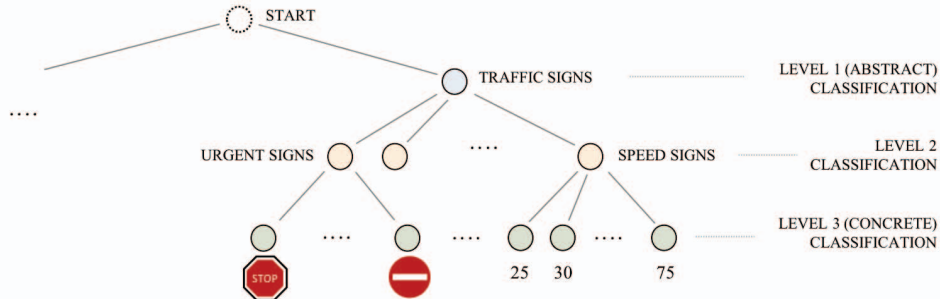 START
TRAFFIC SIGNS
LEVEL 1 (ABSTRACT)
CLASSIFICATION
....
URGENT SIGNS
....
SPEED SIGNS
LEVEL 2
CLASSIFICATION
....
....
....
LEVEL 3 (CONCRETE)
CLASSIFICATION
STOP
25
30
75